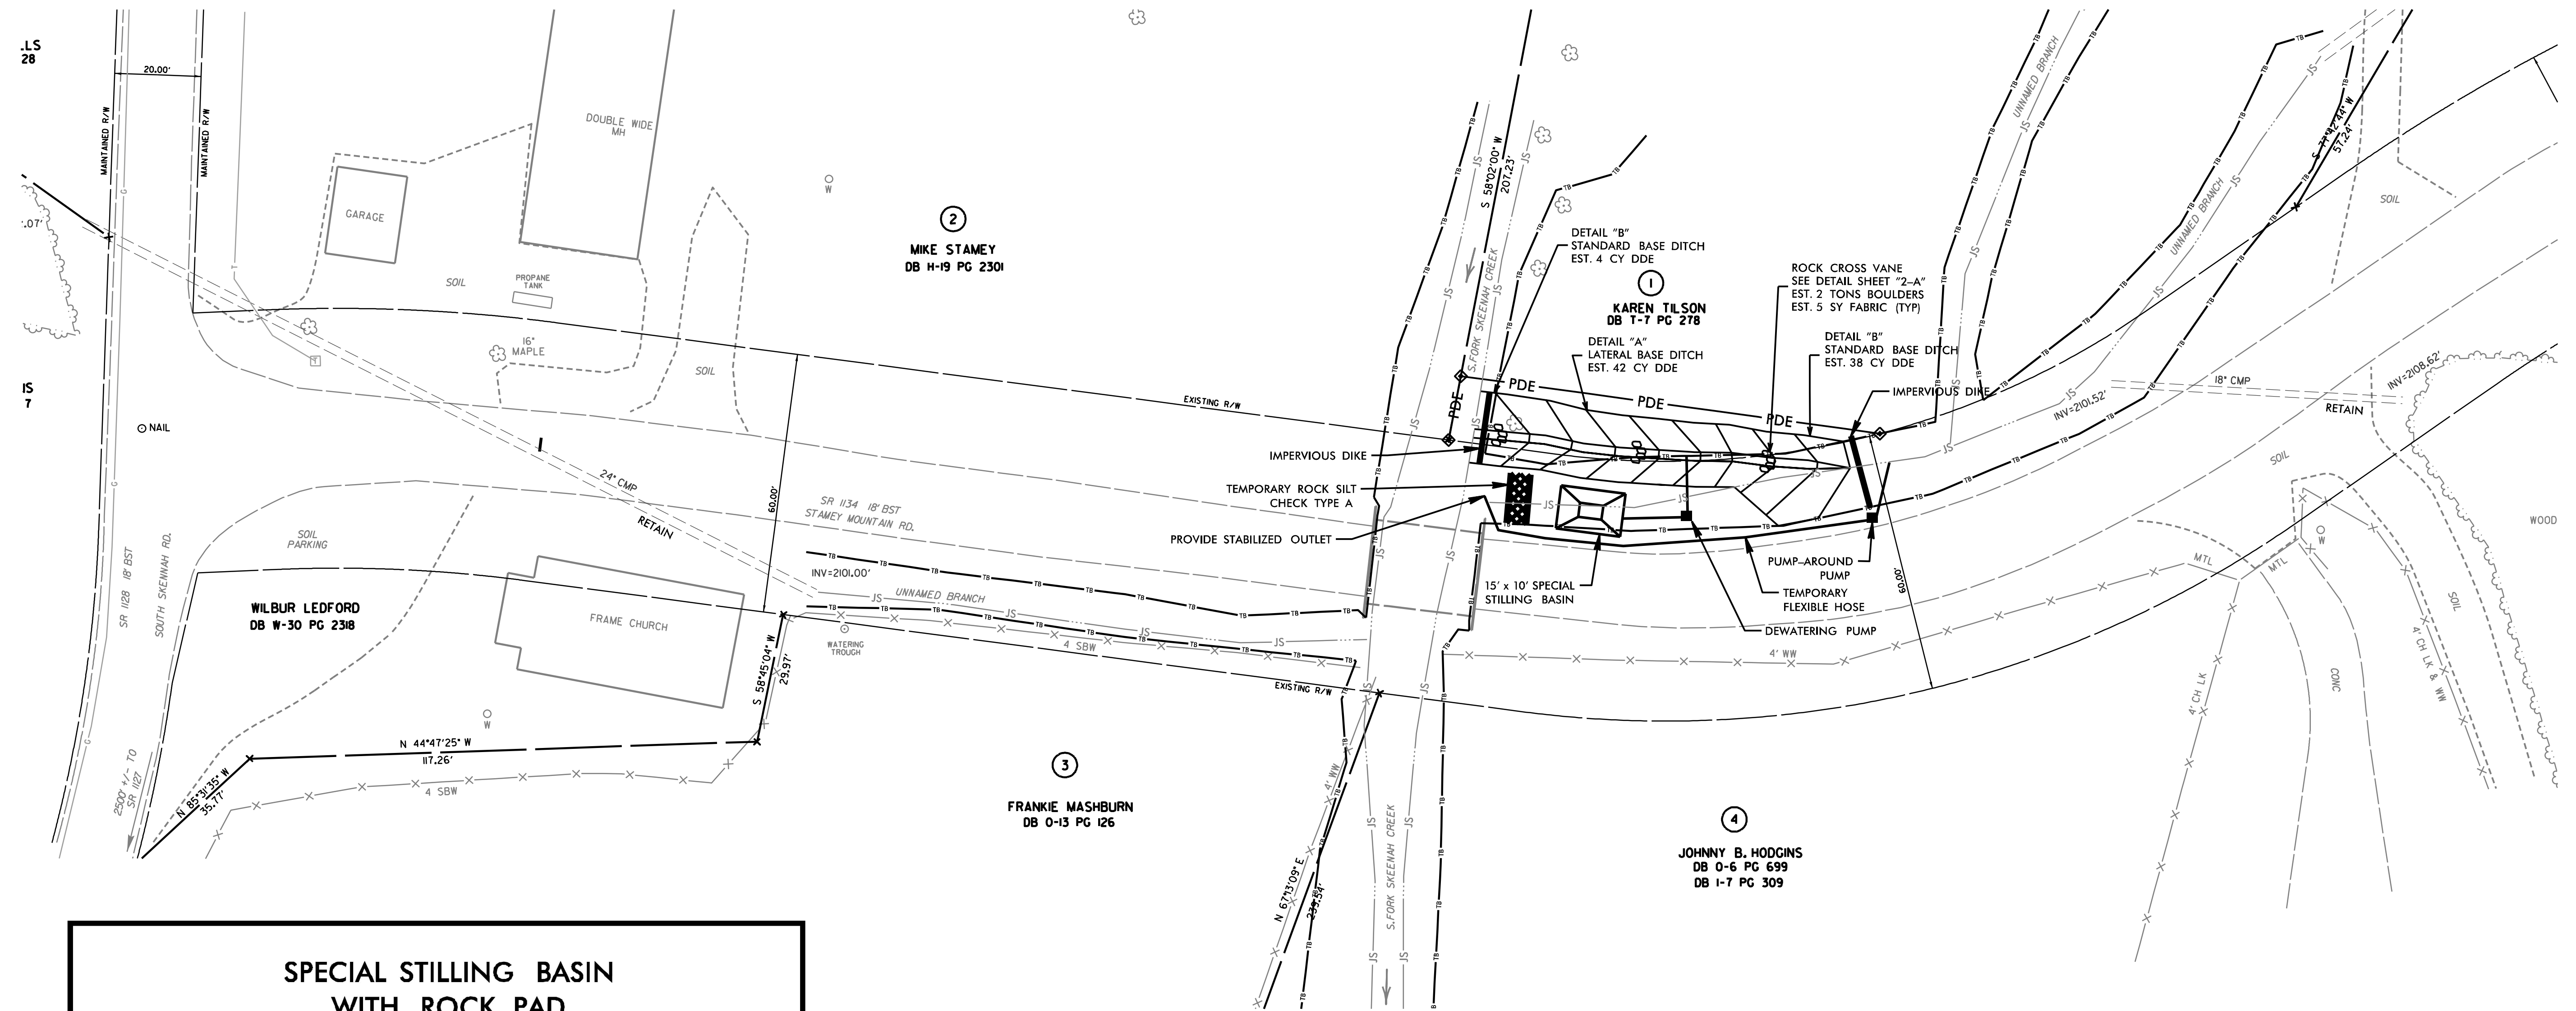 .LS
28
20.00'
MAINTAINED R/W
MAINTAINED R/W
.07'
GARAGE
DOUBLE WIDE
MH
PROPANE
TANK
SOIL
16"
MAPLE
SOIL
W
2
MIKE STAMEY
DB H-19 PG 2301
IS
7
NAIL
24" CMP
RETAIN
60.00'
EXISTING R/W
SR 1134 18' BST
STAMEY MOUNTAIN RD.
SOIL
PARKING
SR 1128 18' BST
SOUTH SKEENAH RD.
WILBUR LEDFORD
DB W-30 PG 2318
FRAME CHURCH
INV=2101.00'
UNNAMED BRANCH
WATERING
TROUGH
4 SBW
S 58°45'04" W
29.97'
EXISTING R/W
W
N 44°47'25" W
117.26'
N 85°31'35" W
35.77'
4 SBW
2500' +/- TO
SR 1127
3
FRANKIE MASHBURN
DB O-13 PG 126
4' WW
N 67°13'09" E
239.54'
S.FORK SKEENAH CREEK
S 58°02'00" W
207.23'
S.FORK SKEENAH CREEK
DETAIL "B"
STANDARD BASE DITCH
EST. 4 CY DDE
1
KAREN TILSON
DB T-7 PG 278
DETAIL "A"
LATERAL BASE DITCH
EST. 42 CY DDE
ROCK CROSS VANE
SEE DETAIL SHEET "2-A"
EST. 2 TONS BOULDERS
EST. 5 SY FABRIC (TYP)
DETAIL "B"
STANDARD BASE DITCH
EST. 38 CY DDE
IMPERVIOUS DIKE
PDE
PDE
PDE
PDE
IMPERVIOUS DIKE
TEMPORARY ROCK SILT
CHECK TYPE A
PROVIDE STABILIZED OUTLET
15' x 10' SPECIAL
STILLING BASIN
PUMP-AROUND
PUMP
TEMPORARY
FLEXIBLE HOSE
DEWATERING PUMP
60.00'
4' WW
4
JOHNNY B. HODGINS
DB O-6 PG 699
DB I-7 PG 309
UNNAMED BRANCH
UNNAMED BRANCH
S 77°42'44" W
57.24'
SOIL
INV=2101.52'
18" CMP
RETAIN
INV=2108.62'
SOIL
WOOD
W
MTL
MTL
SOIL
4' CH LK & WW
4' CH LK
CONC
SPECIAL STILLING BASIN
WITH ROCK PAD